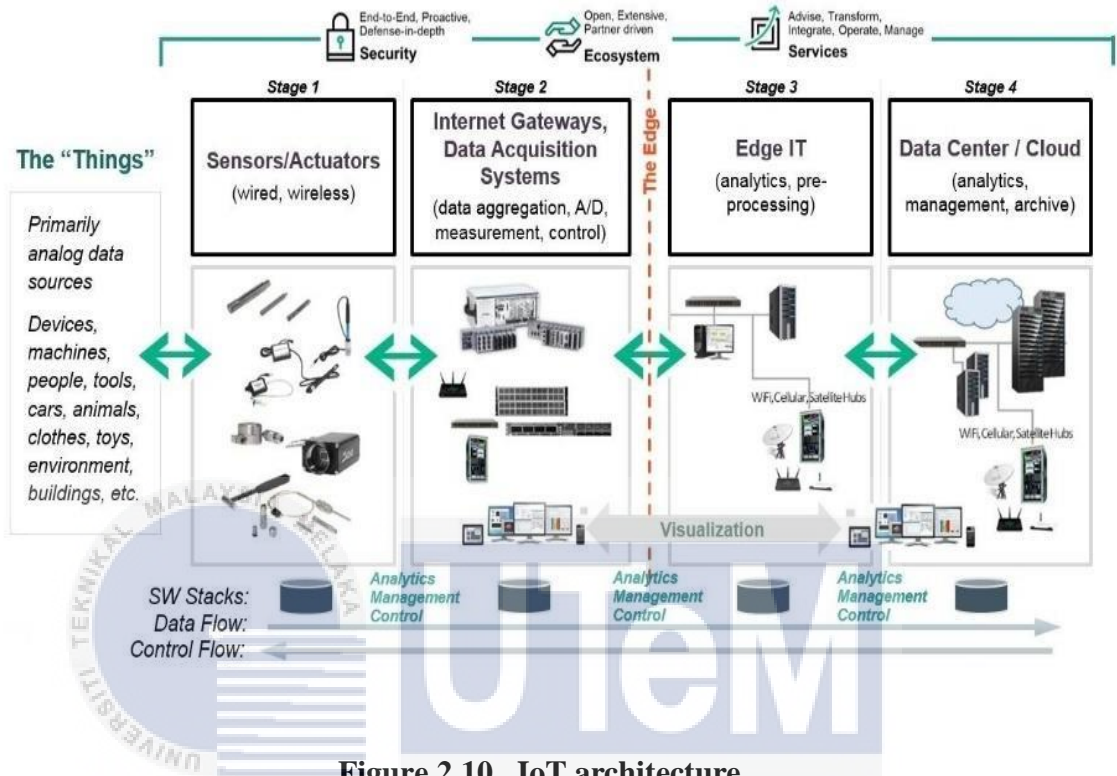 End-to-End, Proactive,
Defense-in-depth
Security
Open, Extensive,
Partner driven
Ecosystem
Advise, Transform,
Integrate, Operate, Manage
Services
Stage 1
Stage 2
Stage 3
Stage 4
The "Things"
Primarily
analog data
sources
Devices,
machines,
people, tools,
cars, animals,
clothes, toys,
environment,
buildings, etc.
Sensors/Actuators
(wired, wireless)
Internet Gateways,
Data Acquisition
Systems
(data aggregation, A/D,
measurement, control)
The Edge
Edge IT
(analytics, pre-
processing)
Data Center / Cloud
(analytics,
management, archive)
WiFi, Cellular, Satellite Hubs
WiFi, Cellular, Satellite Hubs
Visualization
SW Stacks:
Data Flow:
Control Flow:
Analytics
Management
Control
Analytics
Management
Control
Analytics
Management
Control
UNIVERSITI TEKNIKAL MALAYSIA MELAKA
UTeM
Figure 2.10 IoT architecture